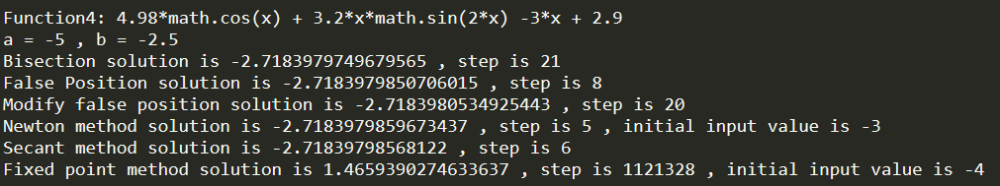 Function4: 4.98*math.cos(x) + 3.2*x*math.sin(2*x) -3*x + 2.9
a = -5 , b = -2.5
Bisection solution is -2.7183979749679565 , step is 21
False Position solution is -2.7183979850706015 , step is 8
Modify false position solution is -2.7183980534925443 , step is 20
Newton method solution is -2.7183979859673437 , step is 5 , initial input value is -3
Secant method solution is -2.71839798568122 , step is 6
Fixed point method solution is 1.4659390274633637 , step is 1121328 , initial input value is -4